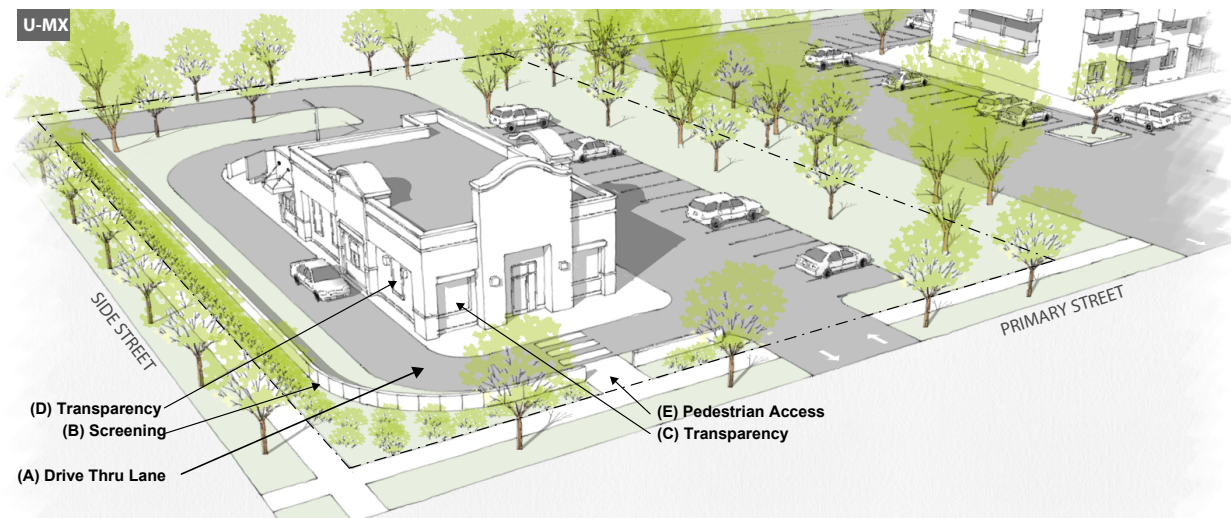 U-MX
SIDE STREET
PRIMARY STREET
(D) Transparency
(B) Screening
(A) Drive Thru Lane
(E) Pedestrian Access
(C) Transparency